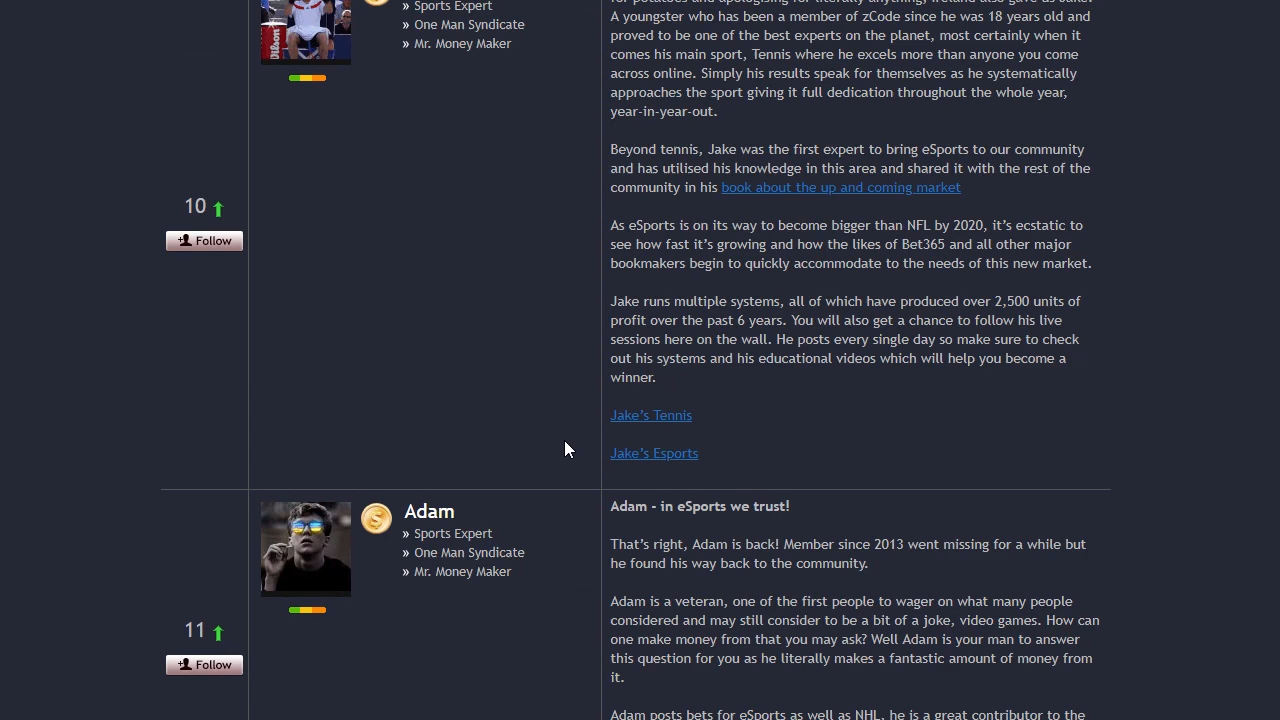 » Sports Expert
» One Man Syndicate
» Mr. Money Maker
10
Follow
A youngster who has been a member of zCode since he was 18 years old and
proved to be one of the best experts on the planet, most certainly when it
comes his main sport, Tennis where he excels more than anyone you come
across online. Simply his results speak for themselves as he systematically
approaches the sport giving it full dedication throughout the whole year,
year-in-year-out.
Beyond tennis, Jake was the first expert to bring eSports to our community
and has utilised his knowledge in this area and shared it with the rest of the
community in his book about the up and coming market
As eSports is on its way to become bigger than NFL by 2020, it’s ecstatic to
see how fast it’s growing and how the likes of Bet365 and all other major
bookmakers begin to quickly accommodate to the needs of this new market.
Jake runs multiple systems, all of which have produced over 2,500 units of
profit over the past 6 years. You will also get a chance to follow his live
sessions here on the wall. He posts every single day so make sure to check
out his systems and his educational videos which will help you become a
winner.
Jake’s Tennis
Jake’s Esports
Adam
» Sports Expert
» One Man Syndicate
» Mr. Money Maker
11
Follow
Adam - in eSports we trust!
That’s right, Adam is back! Member since 2013 went missing for a while but
he found his way back to the community.
Adam is a veteran, one of the first people to wager on what many people
considered and may still consider to be a bit of a joke, video games. How can
one make money from that you may ask? Well Adam is your man to answer
this question for you as he literally makes a fantastic amount of money from
it.
Adam posts bets for eSports as well as NHL, he is a great contributor to the